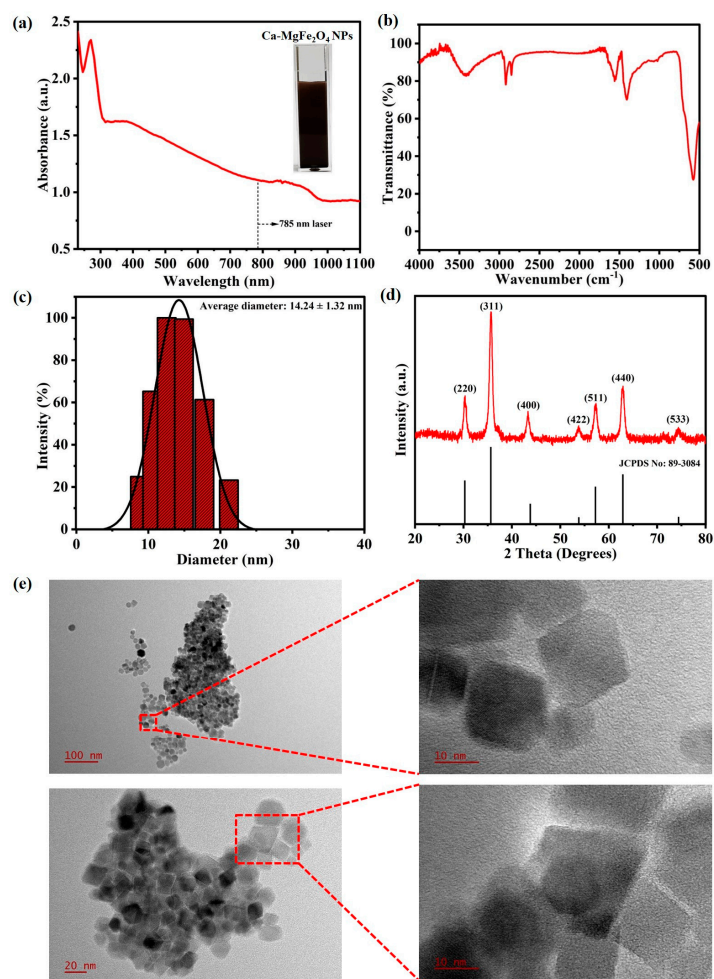 (a)
Absorbance (a.u.)
2.5
2.0
1.5
1.0
0.5
Ca-MgFe₂O₄ NPs
785 nm laser
300 400 500 600 700 800 900 1000 1100
Wavelength (nm)
(b)
Transmittance (%)
100
80
60
40
20
0
4000 3500 3000 2500 2000 1500 1000 500
Wavenumber (cm⁻¹)
(c)
Average diameter: 14.24 ± 1.32 nm
Intensity (%)
100
80
60
40
20
0
0 10 20 30 40
Diameter (nm)
(d)
Intensity (a.u.)
(220)
(311)
(400)
(422)
(511)
(440)
(533)
JCPDS No: 89-3084
20 30 40 50 60 70 80
2 Theta (Degrees)
(e)
100 nm
10 nm
20 nm
10 nm